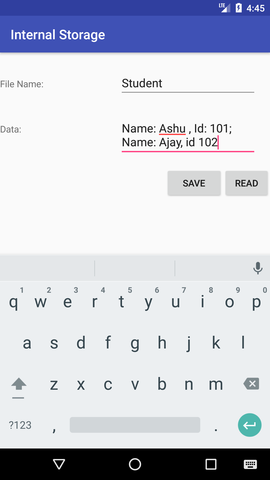 4:45
Internal Storage
File Name: Student
Data: Name: Ashu , Id: 101;
Name: Ajay, id 102
SAVE READ
1 2 3 4 5 6 7 8 9 0
q w e r t y u i o p
a s d f g h j k l
z x c v b n m
?123 , .